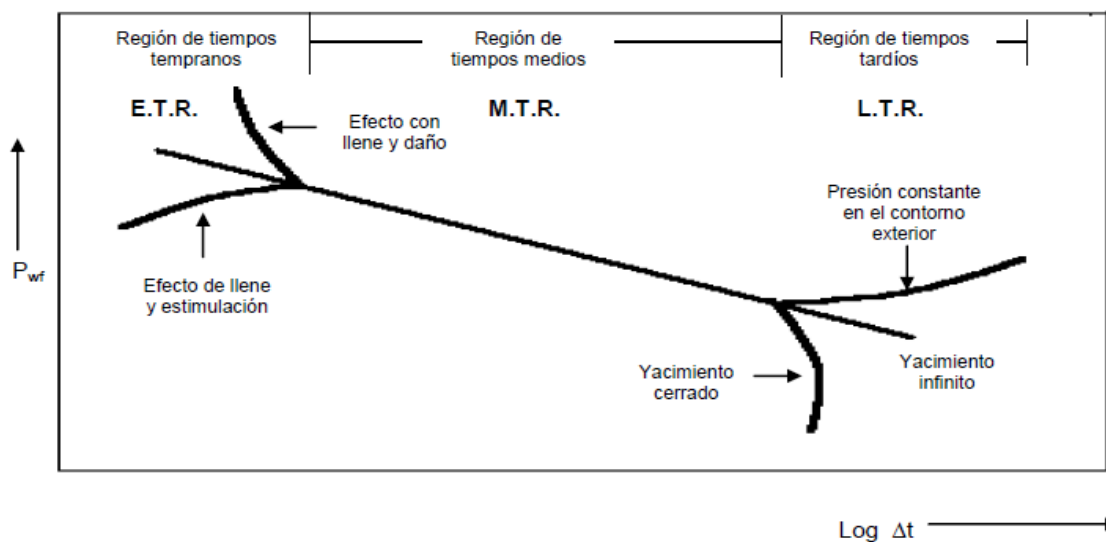 Región de tiempos
tempranos
Región de
tiempos medios
Región de tiempos
tardíos
E.T.R.
M.T.R.
L.T.R.
Efecto con
llene y daño
Presión constante
en el contorno
exterior
Pwf
Efecto de llene
y estimulación
Yacimiento
cerrado
Yacimiento
infinito
Log Δt